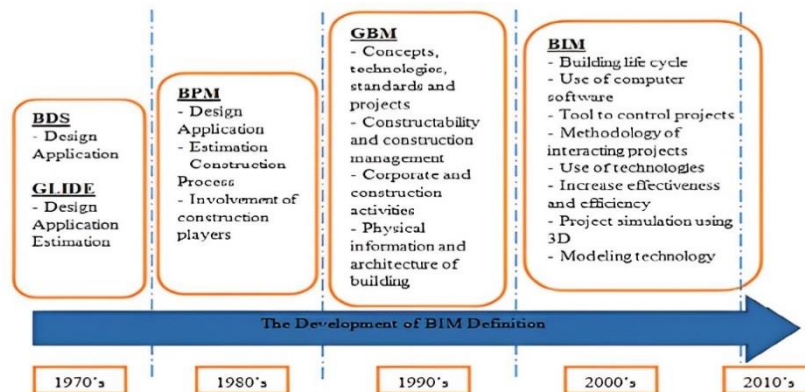 BDS
- Design
Application
GLIDE
- Design
Application
Estimation
BPM
- Design
Application
- Estimation
Construction
Process
- Involvement of
construction
players
GBM
- Concepts,
technologies,
standards and
projects
- Constructability
and construction
management
- Corporate and
construction
activities
- Physical
information and
architecture of
building
BIM
- Building life cycle
- Use of computer
software
- Tool to control projects
- Methodology of
interacting projects
- Use of technologies
- Increase effectiveness
and efficiency
- Project simulation using
3D
- Modeling technology
The Development of BIM Definition
1970's
1980's
1990's
2000's
2010's